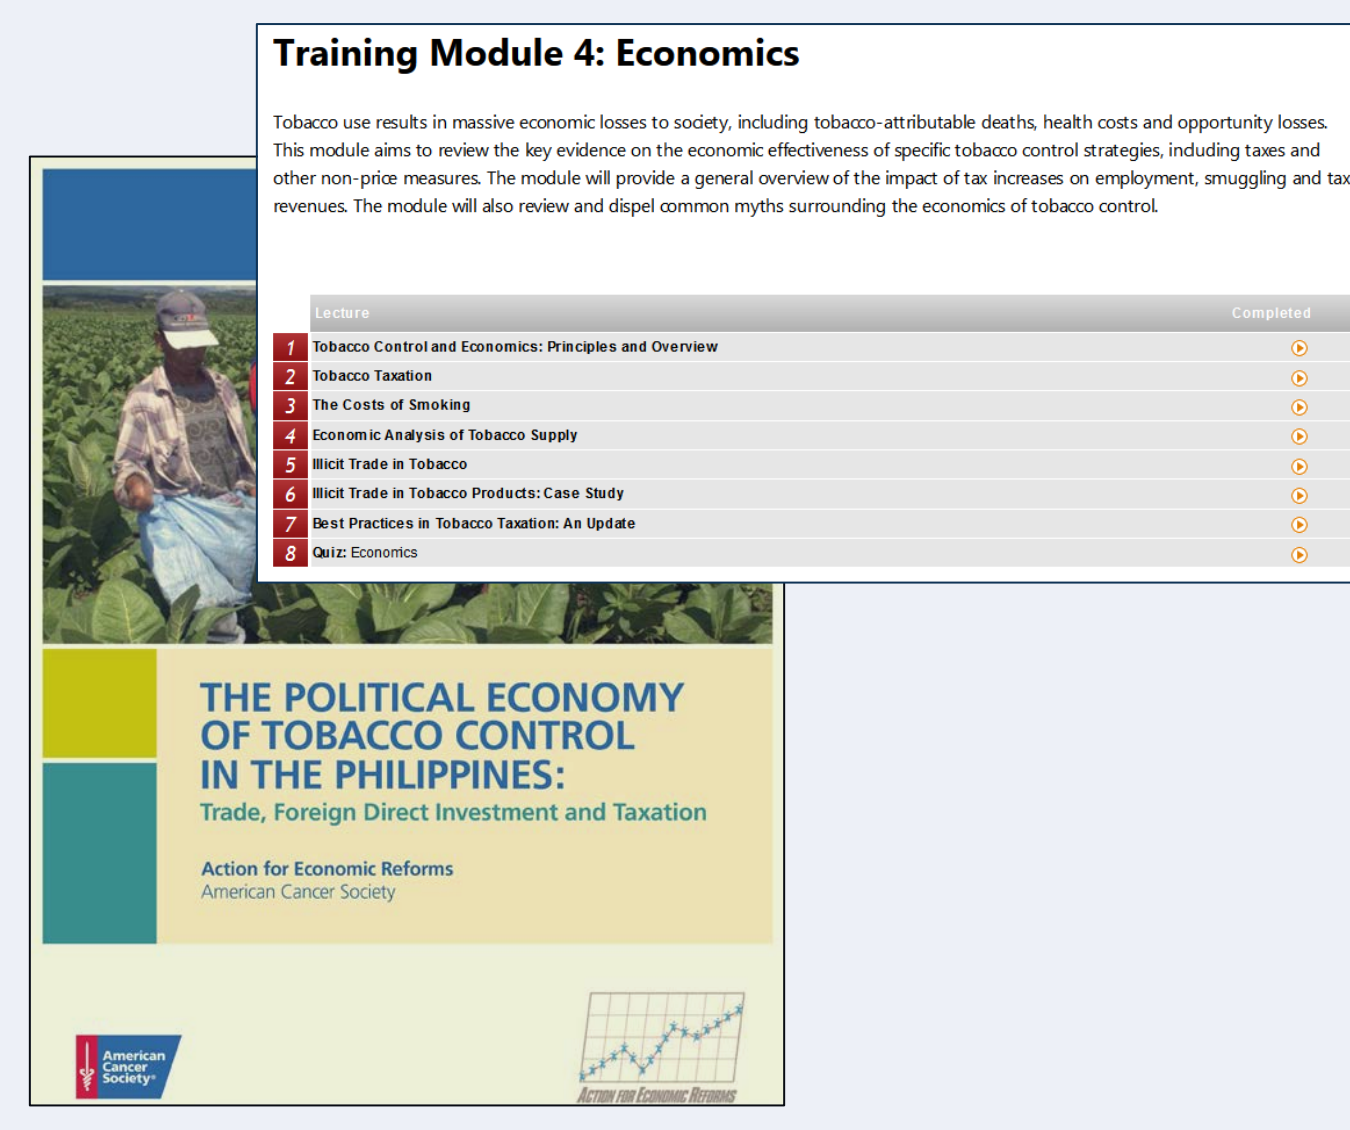 Training Module 4: Economics
Tobacco use results in massive economic losses to society, including tobacco-attributable deaths, health costs and opportunity losses.
This module aims to review the key evidence on the economic effectiveness of specific tobacco control strategies, including taxes and
other non-price measures. The module will provide a general overview of the impact of tax increases on employment, smuggling and tax
revenues. The module will also review and dispel common myths surrounding the economics of tobacco control.
Lecture Completed
1 Tobacco Control and Economics: Principles and Overview
2 Tobacco Taxation
3 The Costs of Smoking
4 Economic Analysis of Tobacco Supply
5 Illicit Trade in Tobacco
6 Illicit Trade in Tobacco Products: Case Study
7 Best Practices in Tobacco Taxation: An Update
8 Quiz: Economics
THE POLITICAL ECONOMY
OF TOBACCO CONTROL
IN THE PHILIPPINES:
Trade, Foreign Direct Investment and Taxation
Action for Economic Reforms
American Cancer Society
American
Cancer
Society®
ACTION FOR ECONOMIC REFORMS